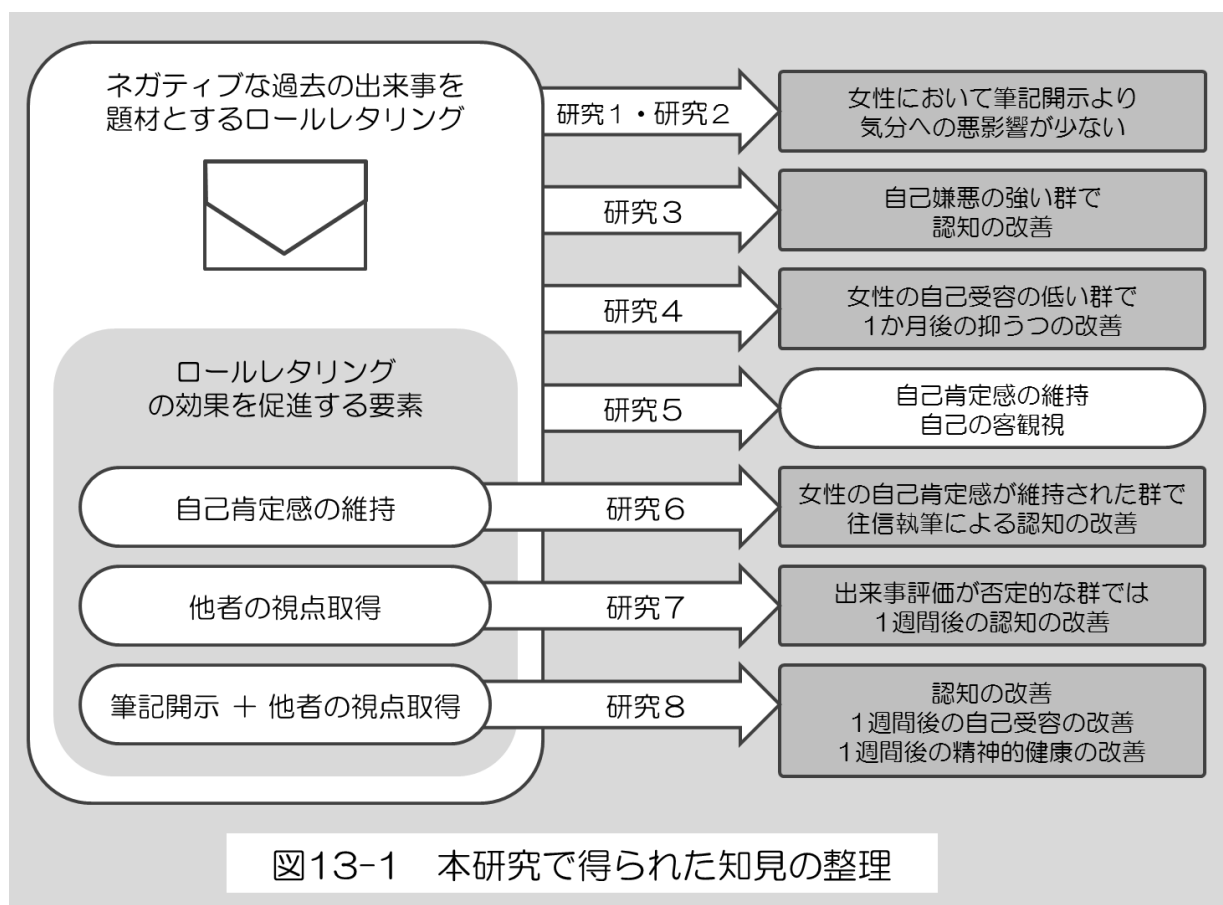 ネガティブな過去の出来事を
題材とするロールレタリング
ロールレタリング
の効果を促進する要素
自己肯定感の維持
他者の視点取得
筆記開示 + 他者の視点取得
研究1・研究2
女性において筆記開示より
気分への悪影響が少ない
研究3
自己嫌悪の強い群で
認知の改善
研究4
女性の自己受容の低い群で
1か月後の抑うつの改善
研究5
自己肯定感の維持
自己の客観視
研究6
女性の自己肯定感が維持された群で
往信執筆による認知の改善
研究7
出来事評価が否定的な群では
1週間後の認知の改善
研究8
認知の改善
1週間後の自己受容の改善
1週間後の精神的健康の改善
図13-1 本研究で得られた知見の整理